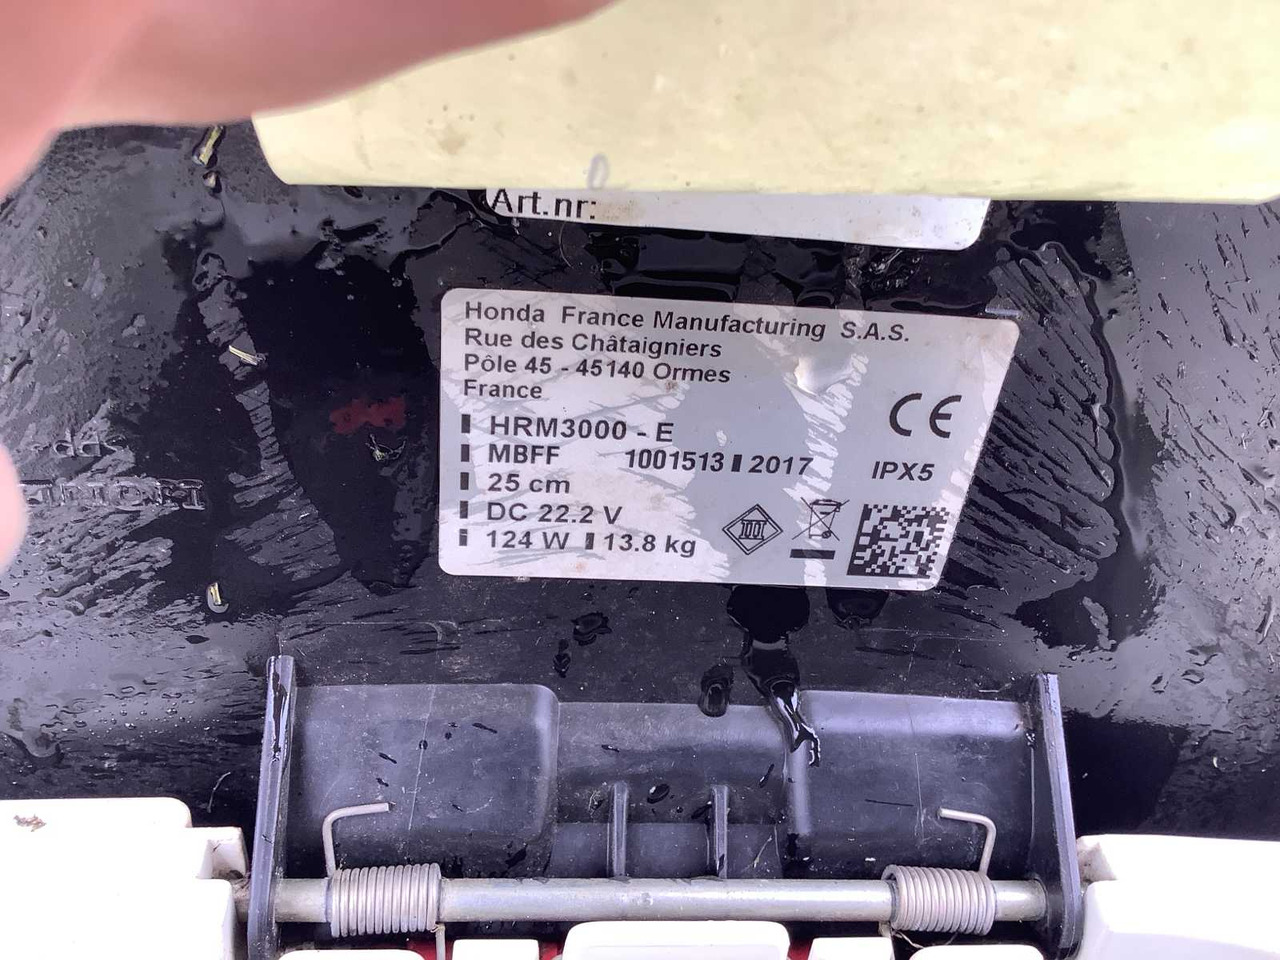 Art.nr:
Honda France Manufacturing S.A.S.
Rue des Châtaigniers
Pôle 45 - 45140 Ormes
France
HRM3000 - E
MBFF 1001513 2017
25 cm
IPX5
DC 22.2 V
124 W 13.8 kg
CE
III